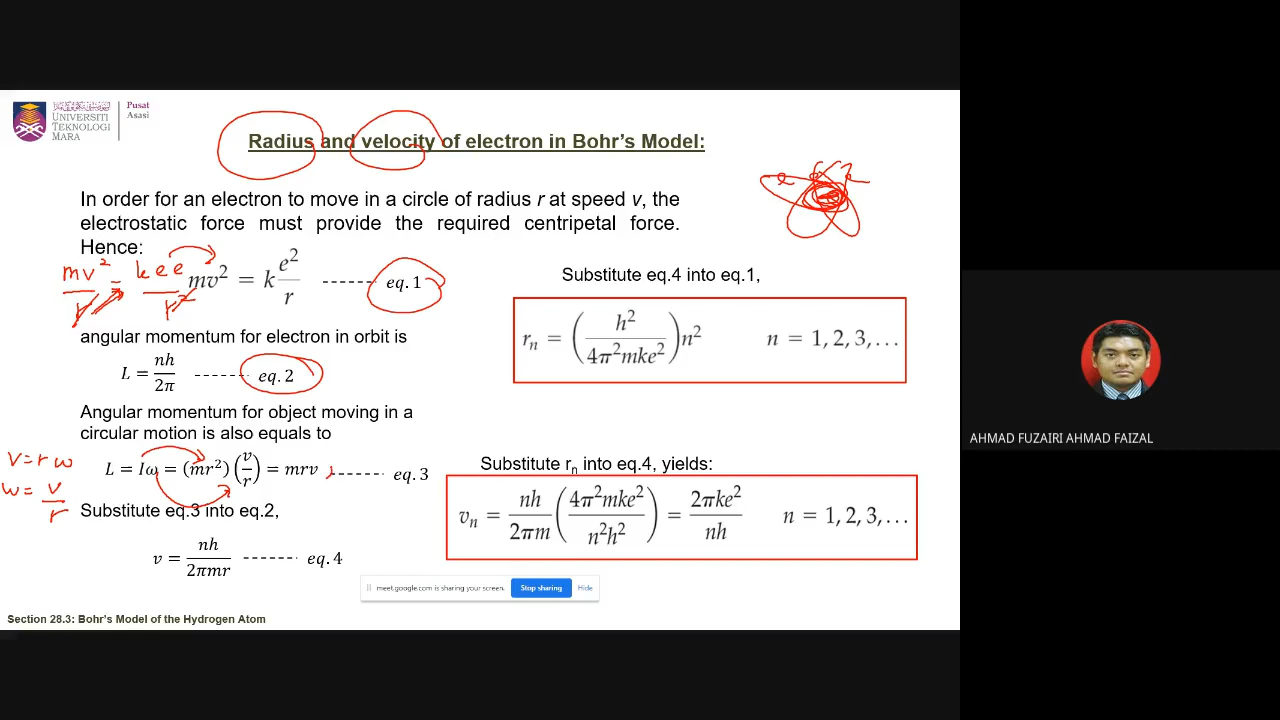 UNIVERSITI
TEKNOLOGI
MARA
Pusat
Asasi
Radius and velocity of electron in Bohr's Model:
In order for an electron to move in a circle of radius r at speed v, the
electrostatic force must provide the required centripetal force.
Hence:
mv²/r = kee/r²
mv² = k e²/r ------ eq.1
angular momentum for electron in orbit is
L = nh/2π ------ eq.2
Angular momentum for object moving in a
circular motion is also equals to
v = rω
ω = v/r
L = Iω = (mr²)(v/r) = mrv ------ eq.3
Substitute eq.3 into eq.2,
v = nh/2πmr ------ eq.4
e
Substitute eq.4 into eq.1,
rₙ = (h²/4π²mke²)n² n = 1, 2, 3, ...
Substitute rₙ into eq.4, yields:
vₙ = nh/2πm (4π²mke²/n²h²) = 2πke²/nh n = 1, 2, 3, ...
meet.google.com is sharing your screen. Stop sharing Hide
Section 28.3: Bohr's Model of the Hydrogen Atom
AHMAD FUZAIRI AHMAD FAIZAL